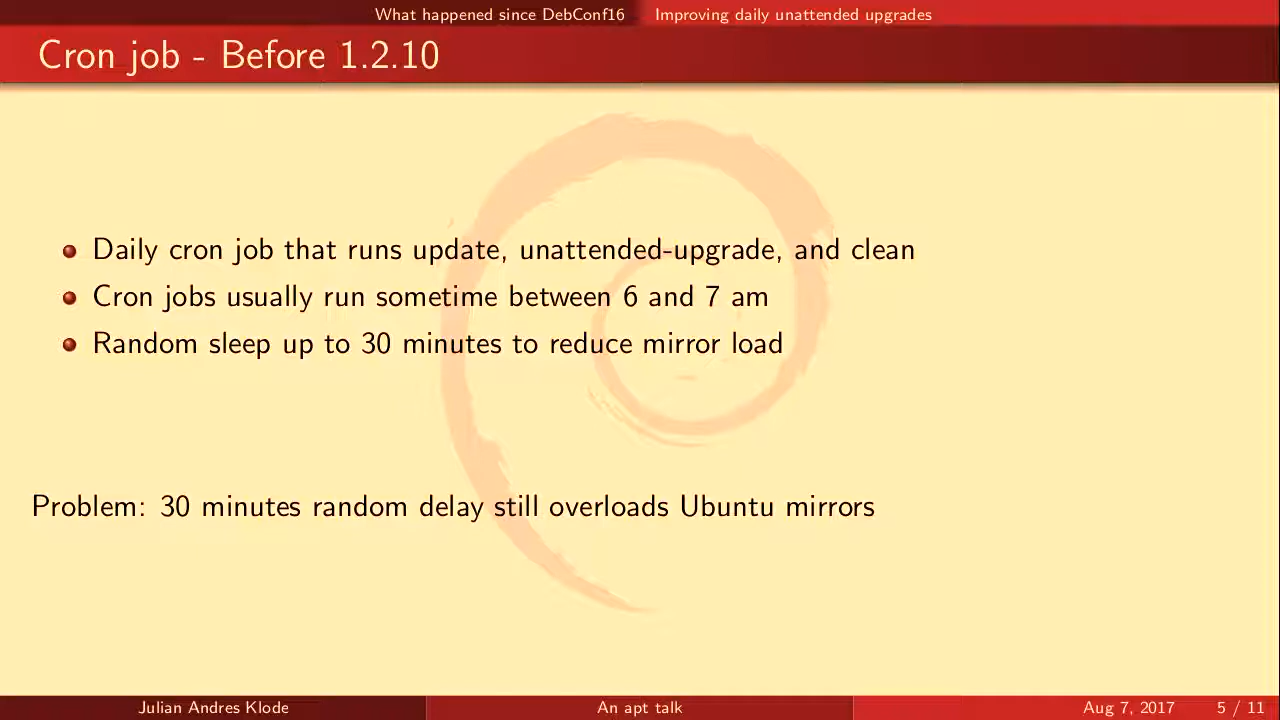 What happened since DebConf16 Improving daily unattended upgrades
Cron job - Before 1.2.10
Daily cron job that runs update, unattended-upgrade, and clean
Cron jobs usually run sometime between 6 and 7 am
Random sleep up to 30 minutes to reduce mirror load
Problem: 30 minutes random delay still overloads Ubuntu mirrors
Julian Andres Klode An apt talk Aug 7, 2017 5 / 11